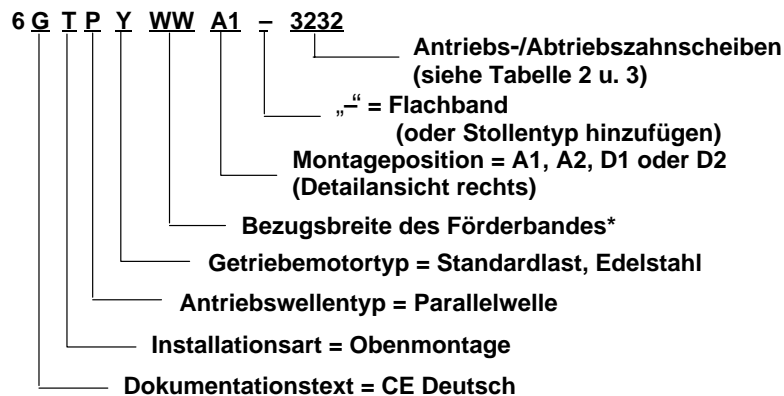 6 G T P Y WW A1 – 3232
Antriebs-/Abtriebszahnscheiben
(siehe Tabelle 2 u. 3)
„–“ = Flachband
(oder Stollentyp hinzufügen)
Montageposition = A1, A2, D1 oder D2
(Detailansicht rechts)
Bezugsbreite des Förderbandes*
Getriebemotortyp = Standardlast, Edelstahl
Antriebswellentyp = Parallelwelle
Installationsart = Obenmontage
Dokumentationstext = CE Deutsch